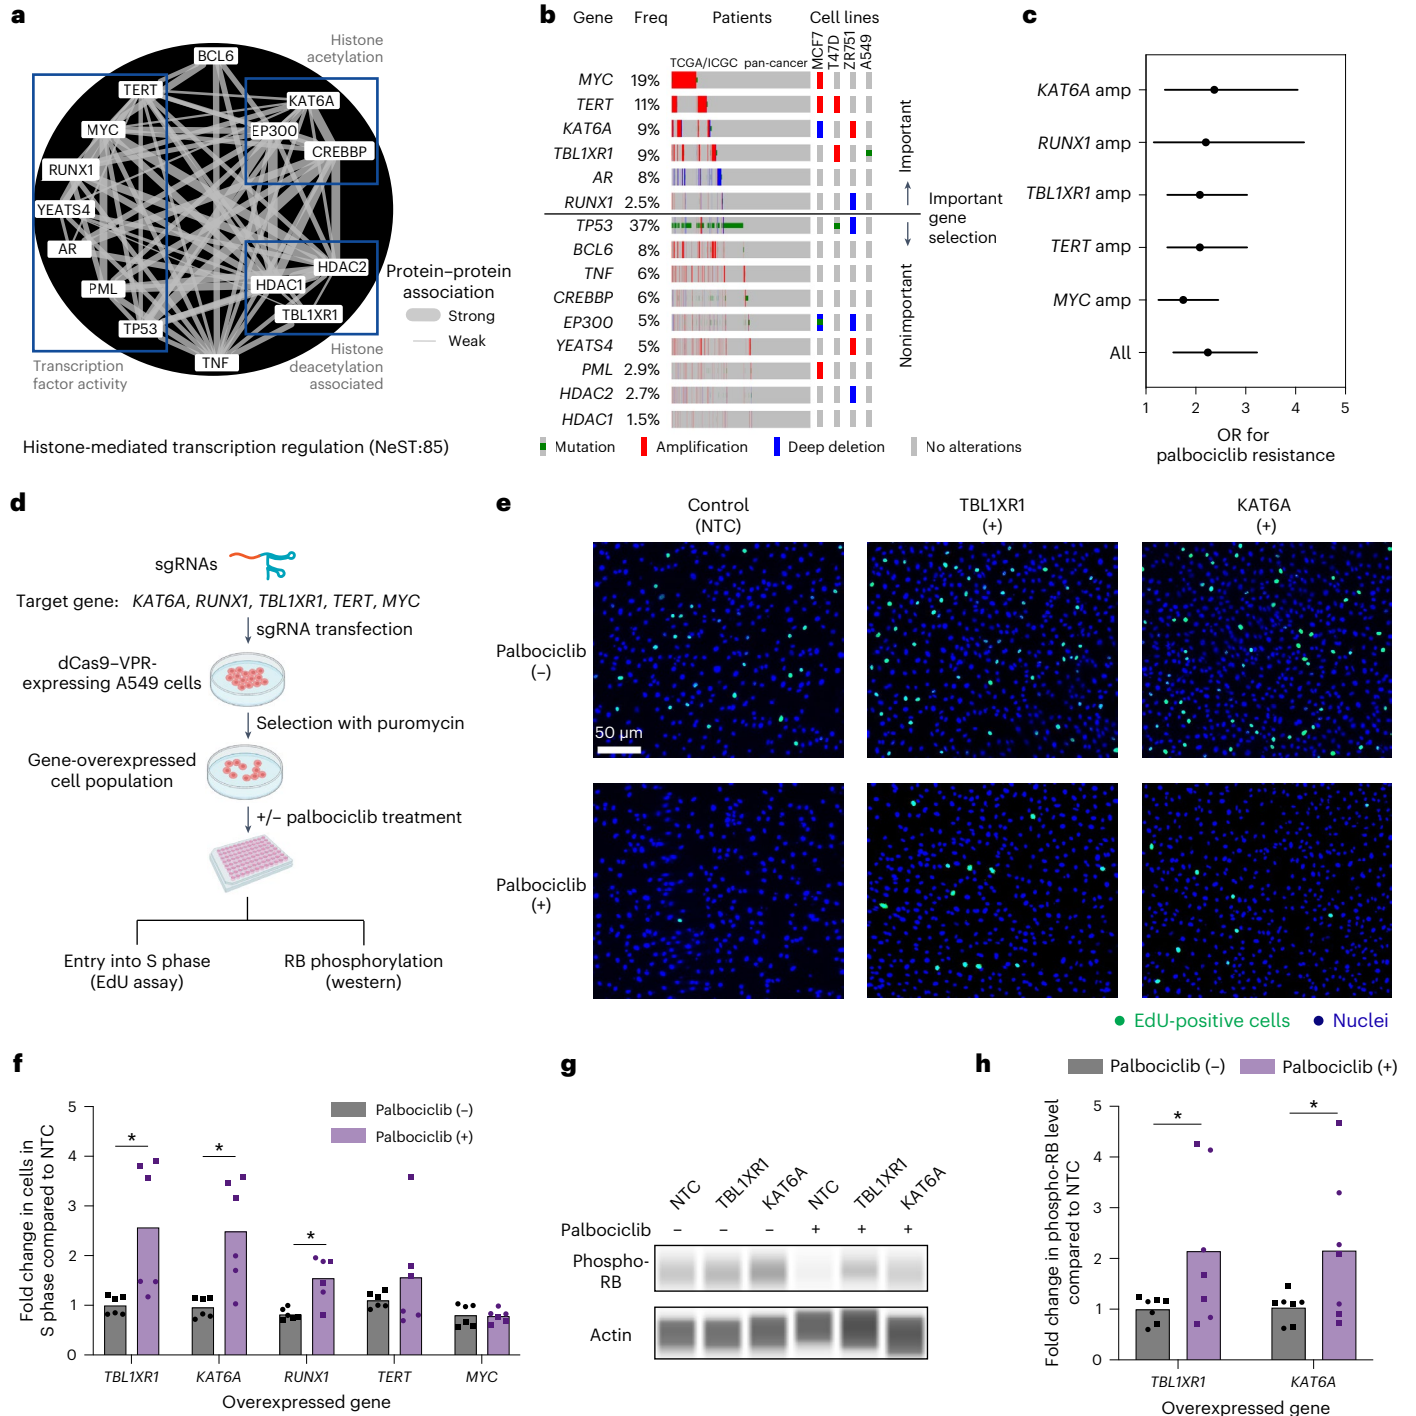 a
Histone
acetylation
BCL6
TERT
KAT6A
MYC
EP300
CREBBP
RUNX1
YEATS4
AR
HDAC2
PML
HDAC1
TP53
TBL1XR1
TNF
Protein–protein
association
Strong
Weak
Transcription
factor activity
Histone
deacetylation
associated
Histone-mediated transcription regulation (NeST:85)
b
Gene Freq Patients Cell lines
TCGA/ICGC pan-cancer
MCF7
T47D
ZR751
A549
MYC 19%
TERT 11%
KAT6A 9%
TBL1XR1 9%
AR 8%
RUNX1 2.5%
TP53 37%
BCL6 8%
TNF 6%
CREBBP 6%
EP300 5%
YEATS4 5%
PML 2.9%
HDAC2 2.7%
HDAC1 1.5%
Important
Important
gene
selection
Nonimportant
Mutation Amplification Deep deletion No alterations
c
KAT6A amp
RUNX1 amp
TBL1XR1 amp
TERT amp
MYC amp
All
1 2 3 4 5
OR for
palbociclib resistance
d
sgRNAs
Target gene: KAT6A, RUNX1, TBL1XR1, TERT, MYC
sgRNA transfection
dCas9–VPR-
expressing A549 cells
Selection with puromycin
Gene-overexpressed
cell population
+/– palbociclib treatment
Entry into S phase
(EdU assay)
RB phosphorylation
(western)
e
Control
(NTC)
TBL1XR1
(+)
KAT6A
(+)
Palbociclib
(–)
50 µm
Palbociclib
(+)
EdU-positive cells Nuclei
f
Fold change in cells in
S phase compared to NTC
5
4
3
2
1
0
Palbociclib (–)
Palbociclib (+)
*
*
*
TBL1XR1 KAT6A RUNX1 TERT MYC
Overexpressed gene
g
NTC TBL1XR1 KAT6A NTC TBL1XR1 KAT6A
Palbociclib – – – + + +
Phospho-
RB
Actin
h
Palbociclib (–) Palbociclib (+)
Fold change in phospho-RB level
compared to NTC
5
4
3
2
1
0
*
*
TBL1XR1 KAT6A
Overexpressed gene